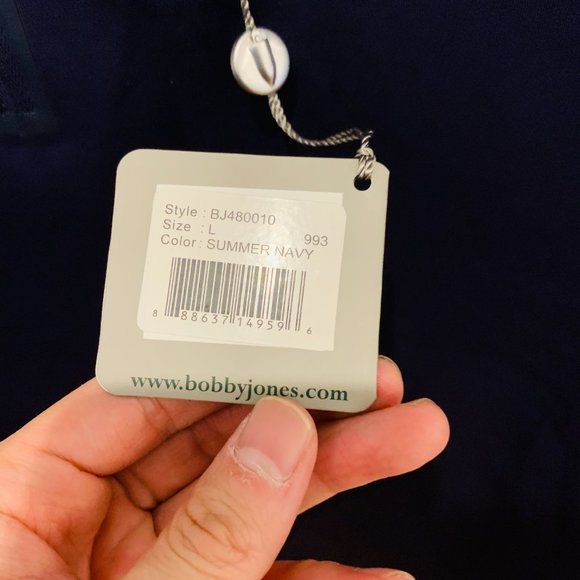 Style : BJ480010
Size : L 993
Color : SUMMER NAVY
8 88637 14959 6
www.bobbyjones.com